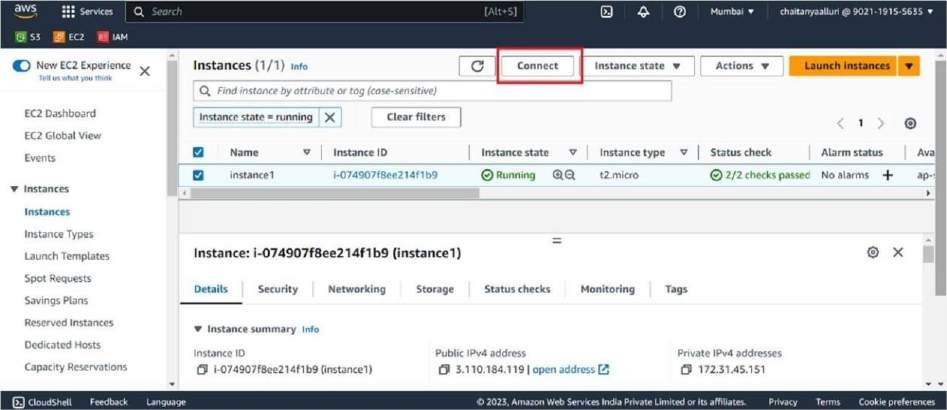 aws Services Search [Alt+S] Mumbai chaitanyaalluri @ 9021-1915-5635
S3 EC2 IAM
New EC2 Experience
Tell us what you think
EC2 Dashboard
EC2 Global View
Events
Instances
Instances
Instance Types
Launch Templates
Spot Requests
Savings Plans
Reserved Instances
Dedicated Hosts
Capacity Reservations
Instances (1/1) Info Connect Instance state Actions Launch instances
Find instance by attribute or tag (case-sensitive)
Instance state = running Clear filters
1
Name Instance ID Instance state Instance type Status check Alarm status Ava
instance1 i-074907f8ee214f1b9 Running t2.micro 2/2 checks passed No alarms + ap-s
Instance: i-074907f8ee214f1b9 (instance1)
Details Security Networking Storage Status checks Monitoring Tags
Instance summary Info
Instance ID Public IPv4 address Private IPv4 addresses
i-074907f8ee214f1b9 (instance1) 3.110.184.119 | open address 172.31.45.151
CloudShell Feedback Language © 2023, Amazon Web Services India Private Limited or its affiliates. Privacy Terms Cookie preferences